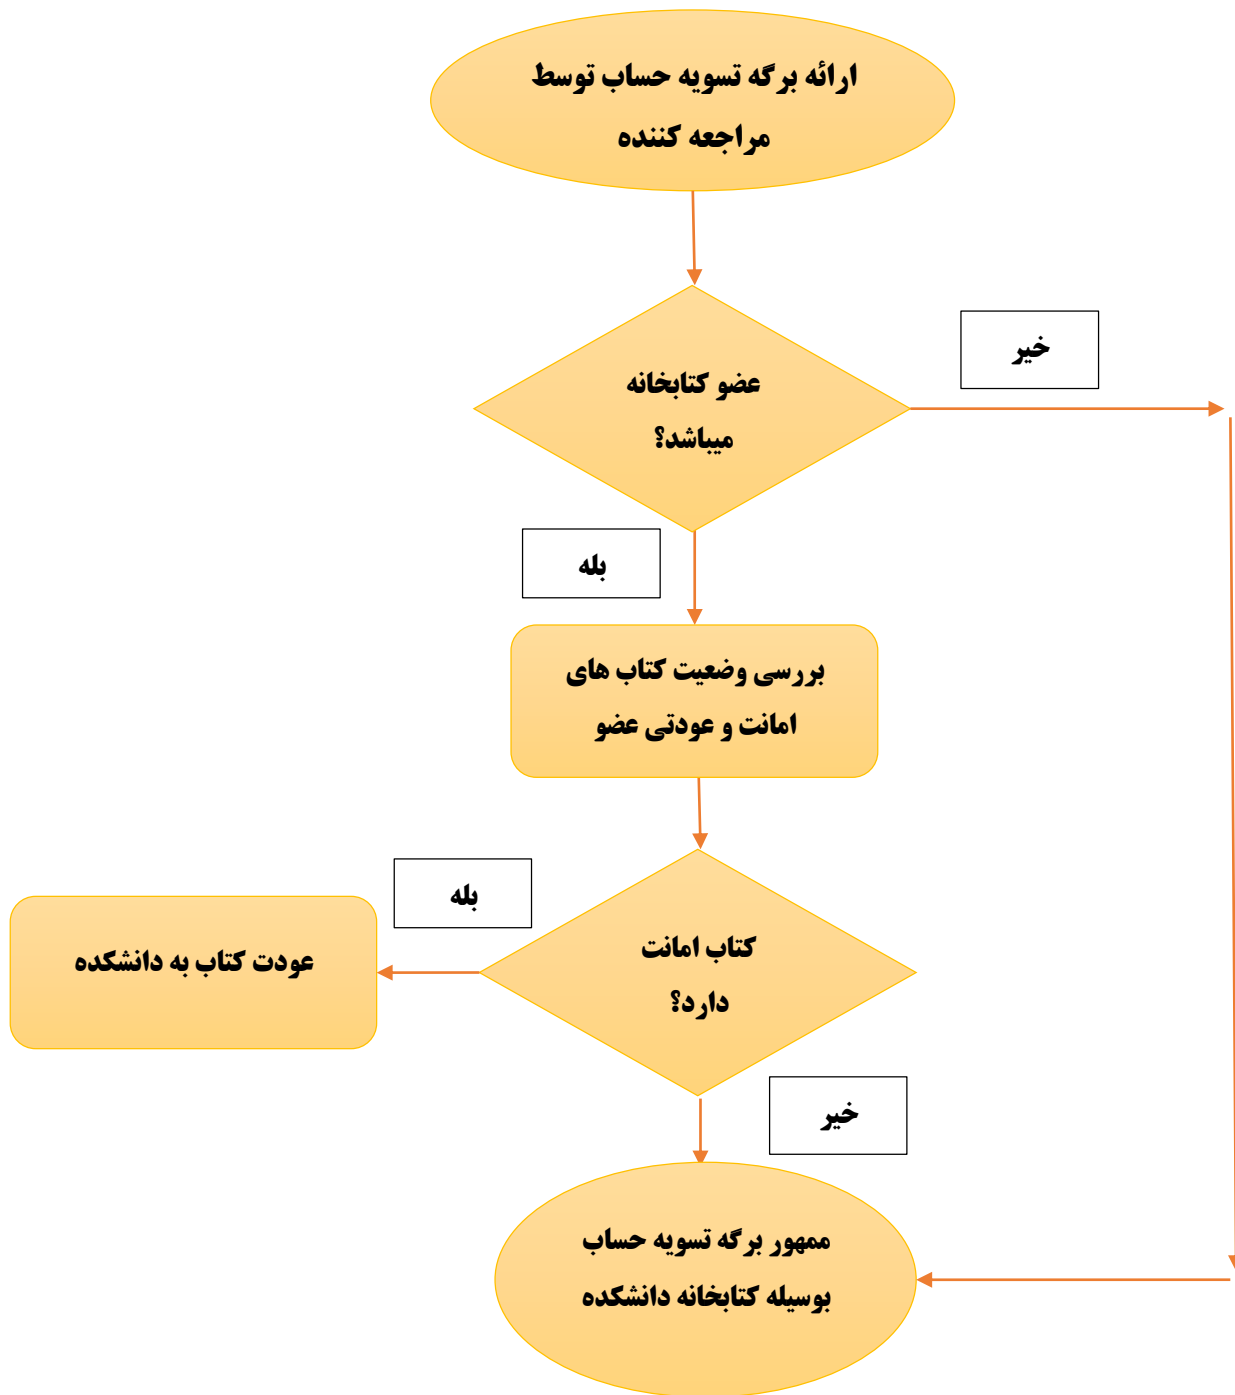 ارائه برگه تسویه حساب توسط
مراجعه کننده
خیر
عضو کتابخانه
میباشد؟
بله
بررسی وضعیت کتاب های
امانت و عودتی عضو
بله
کتاب امانت
دارد؟
عودت کتاب به دانشکده
خیر
ممهور برگه تسویه حساب
بوسیله کتابخانه دانشکده